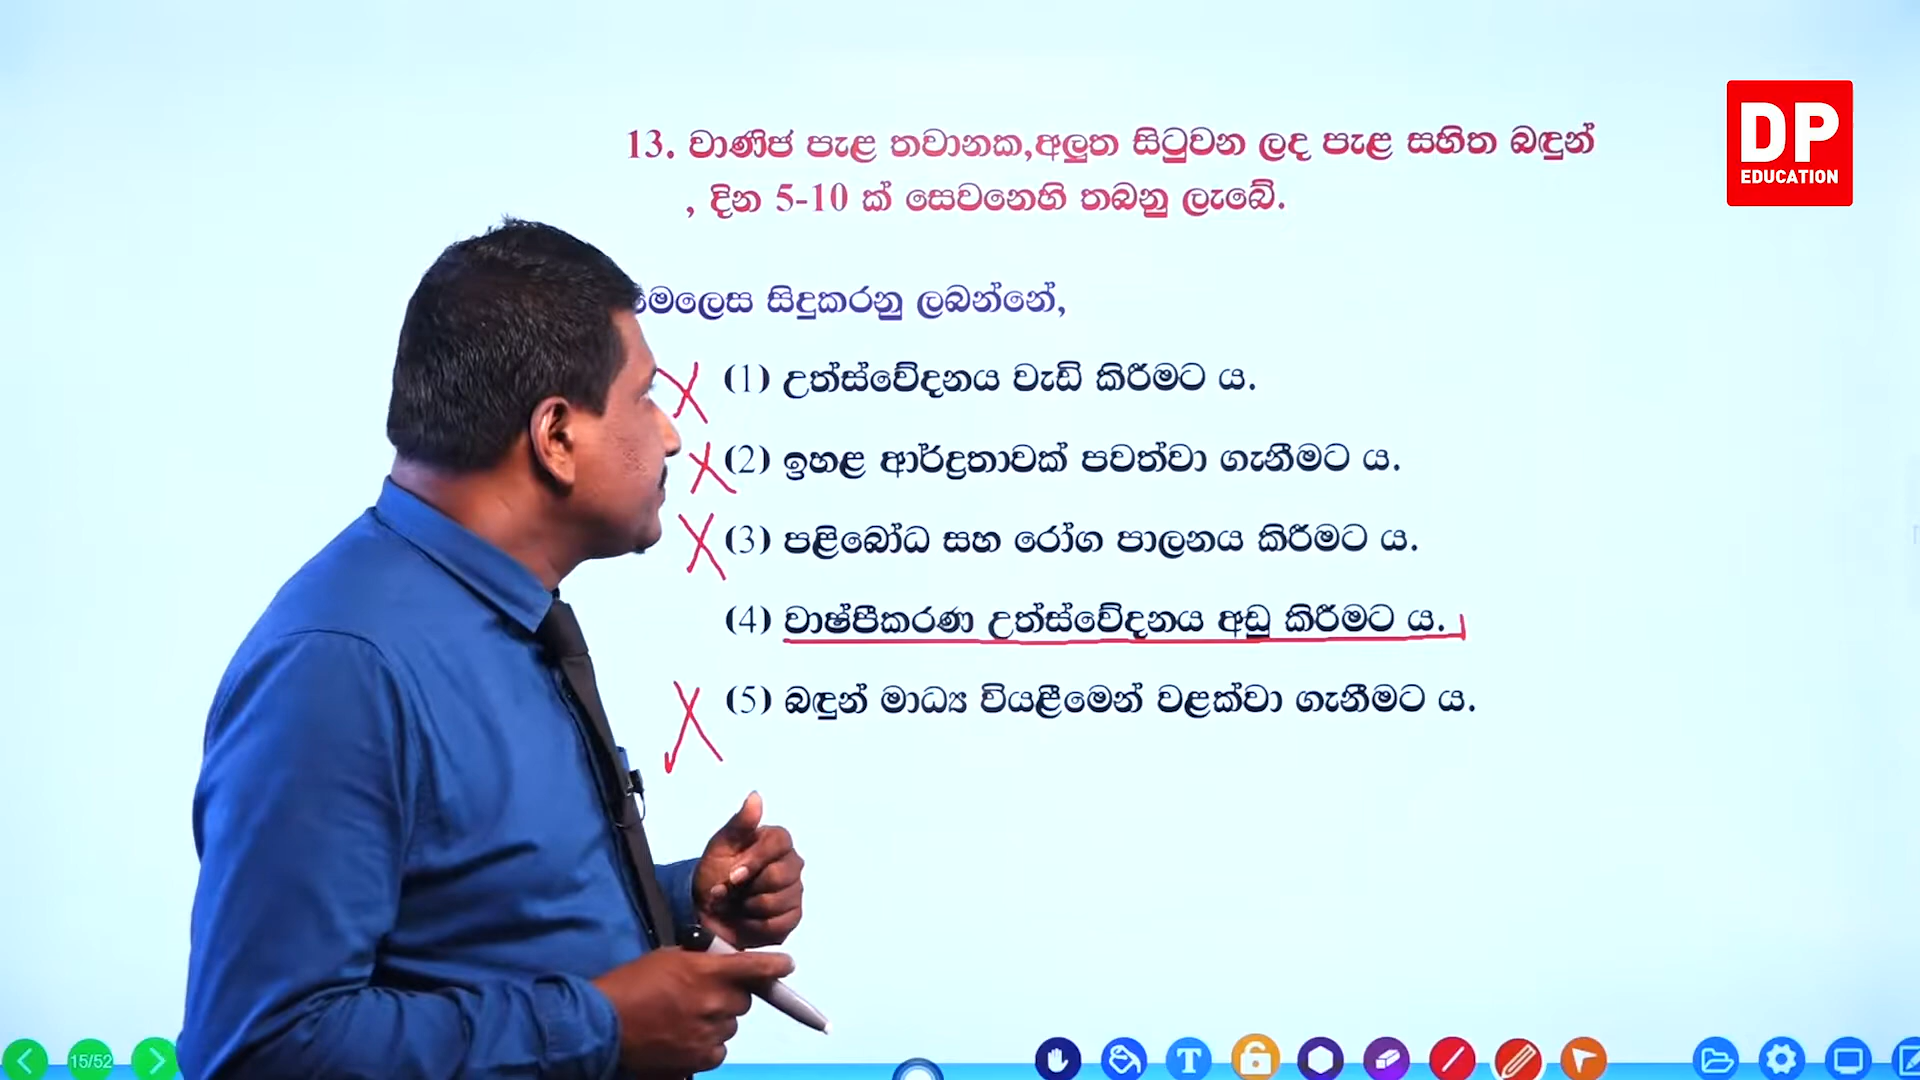 DP
EDUCATION
13. වාණිජ පැළ තවානක,අලුත සිටුවන ලද පැළ සහිත බඳුන්
, දින 5-10 ක් සෙවනෙහි තබනු ලැබේ.
මෙලෙස සිදුකරනු ලබන්නේ,
(1) උත්ස්වේදනය වැඩි කිරීමට ය.
(2) ඉහළ ආර්ද්‍රතාවක් පවත්වා ගැනීමට ය.
(3) පළිබෝධ සහ රෝග පාලනය කිරීමට ය.
(4) වාෂ්පීකරණ උත්ස්වේදනය අඩු කිරීමට ය.
(5) බඳුන් මාධ්‍ය වියළීමෙන් වළක්වා ගැනීමට ය.
15/52
T